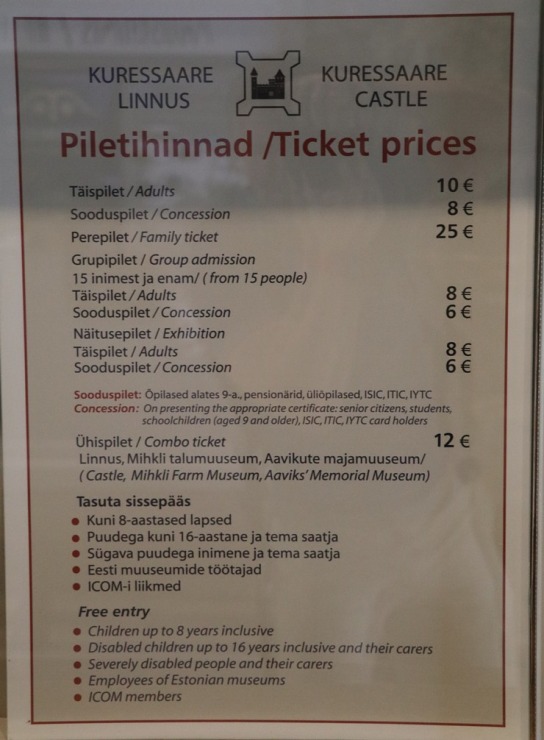 KURESSAARE LINNUS
KURESSAARE CASTLE
Piletihinnad /Ticket prices
Täispilet / Adults 10 €
Sooduspilet / Concession 8 €
Perepilet / Family ticket 25 €
Grupipilet / Group admission
15 inimest ja enam/ ( from 15 people)
Täispilet / Adults 8 €
Sooduspilet / Concession 6 €
Näitusepilet / Exhibition
Täispilet / Adults 8 €
Sooduspilet / Concession 6 €
Sooduspilet: Õpilased alates 9-a., pensionärid, üliõpilased, ISIC, ITIC, IYTC
Concession: On presenting the appropriate certificate: senior citizens, students,
schoolchildren (aged 9 and older), ISIC, ITIC, IYTC card holders
Ühispilet / Combo ticket 12 €
Linnus, Mihkli talumuuseum, Aavikute majamuuseum/
( Castle, Mihkli Farm Museum, Aaviks' Memorial Museum)
Tasuta sissepääs
• Kuni 8-aastased lapsed
• Puudega kuni 16-aastane ja tema saatja
• Sügava puudega inimene ja tema saatja
• Eesti muuseumide töötajad
• ICOM-i liikmed
Free entry
• Children up to 8 years inclusive
• Disabled children up to 16 years inclusive and their carers
• Severely disabled people and their carers
• Employees of Estonian museums
• ICOM members